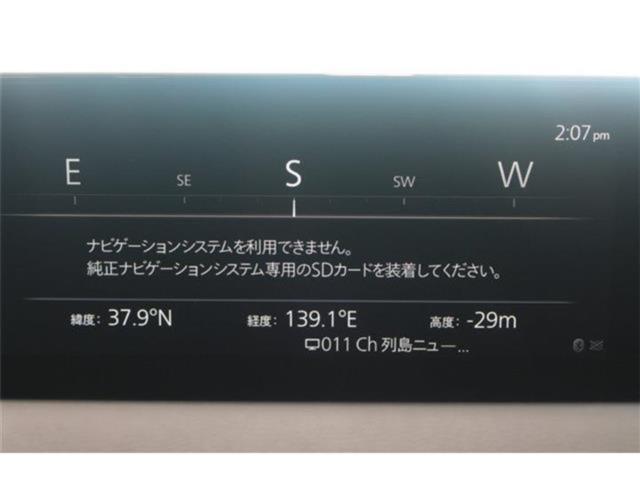 2:07pm
E SE S SW W
ナビゲーションシステムを利用できません。
純正ナビゲーションシステム専用のSDカードを装着してください。
緯度: 37.9°N 経度: 139.1°E 高度: -29m
011 Ch 列島ニュー...